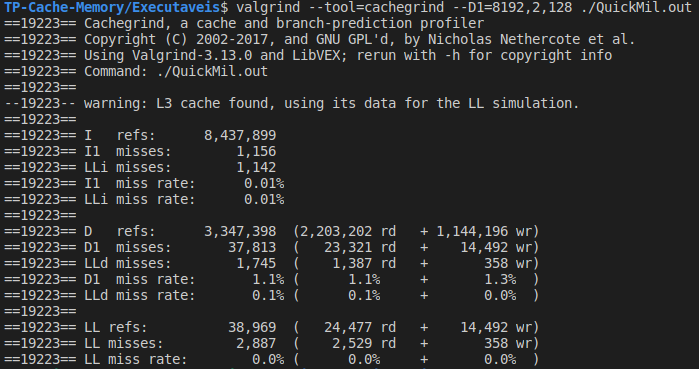 TP-Cache-Memory/Executaveis$ valgrind --tool=cachegrind --D1=8192,2,128 ./QuickMil.out
==19223== Cachegrind, a cache and branch-prediction profiler
==19223== Copyright (C) 2002-2017, and GNU GPL'd, by Nicholas Nethercote et al.
==19223== Using Valgrind-3.13.0 and LibVEX; rerun with -h for copyright info
==19223== Command: ./QuickMil.out
==19223==
--19223-- warning: L3 cache found, using its data for the LL simulation.
==19223==
==19223== I   refs:      8,437,899
==19223== I1  misses:        1,156
==19223== LLi misses:        1,142
==19223== I1  miss rate:      0.01%
==19223== LLi miss rate:      0.01%
==19223==
==19223== D   refs:      3,347,398  (2,203,202 rd   + 1,144,196 wr)
==19223== D1  misses:       37,813  (   23,321 rd   +    14,492 wr)
==19223== LLd misses:        1,745  (    1,387 rd   +       358 wr)
==19223== D1  miss rate:       1.1% (      1.1%     +       1.3%  )
==19223== LLd miss rate:       0.1% (      0.1%     +       0.0%  )
==19223==
==19223== LL refs:          38,969  (   24,477 rd   +    14,492 wr)
==19223== LL misses:         2,887  (    2,529 rd   +       358 wr)
==19223== LL miss rate:        0.0% (      0.0%     +       0.0%  )